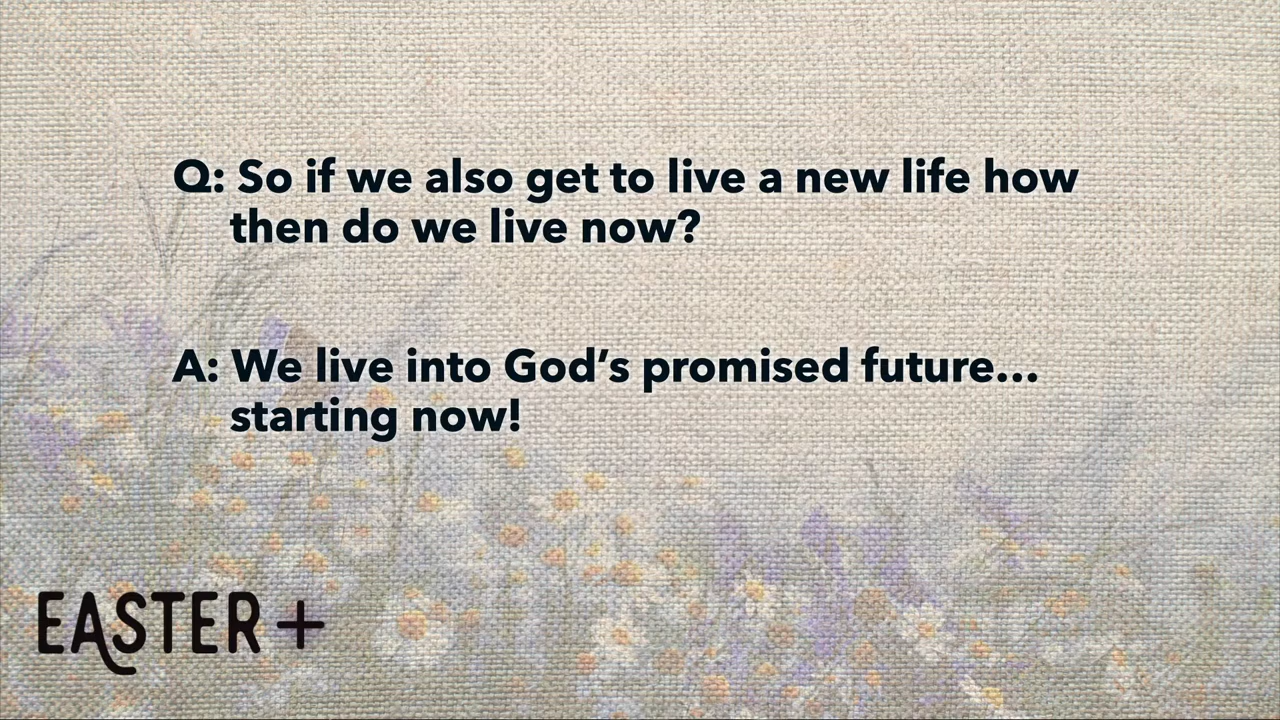 Q: So if we also get to live a new life how
then do we live now?
A: We live into God’s promised future…
starting now!
EASTER +